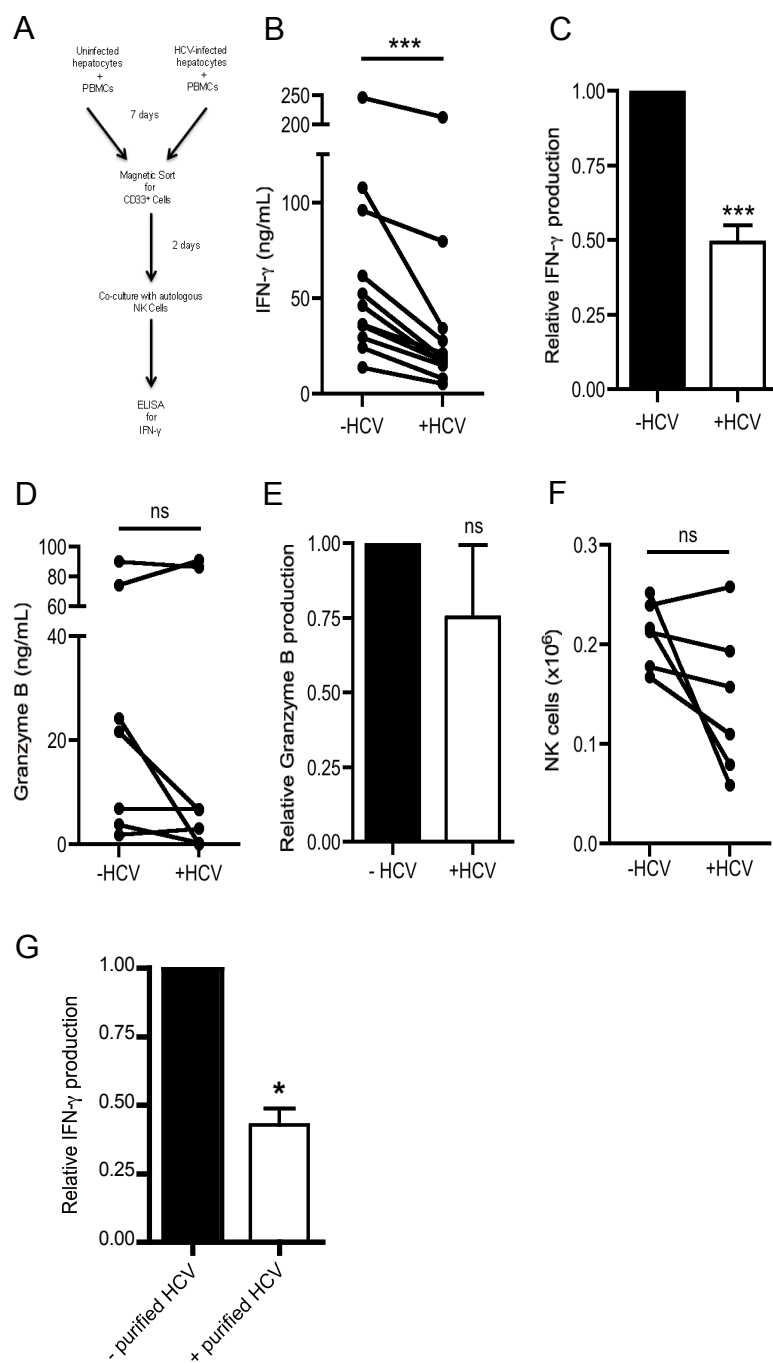 A
Uninfected
hepatocytes
+
PBMCs
HCV-infected
hepatocytes
+
PBMCs
7 days
Magnetic Sort
for
CD33+ Cells
2 days
Co-culture with autologous
NK Cells
ELISA
for
IFN-γ
B
***
IFN-γ (ng/mL)
250
200
100
50
0
-HCV
+HCV
C
Relative IFN-γ production
1.00
0.75
0.50
0.25
0.00
***
-HCV
+HCV
D
ns
Granzyme B (ng/mL)
100
80
60
40
20
0
-HCV
+HCV
E
Relative Granzyme B production
1.00
0.75
0.50
0.25
0.00
ns
- HCV
+HCV
F
ns
NK cells (x10⁶)
0.3
0.2
0.1
0.0
-HCV
+HCV
G
Relative IFN-γ production
1.00
0.75
0.50
0.25
0.00
*
- purified HCV
+ purified HCV